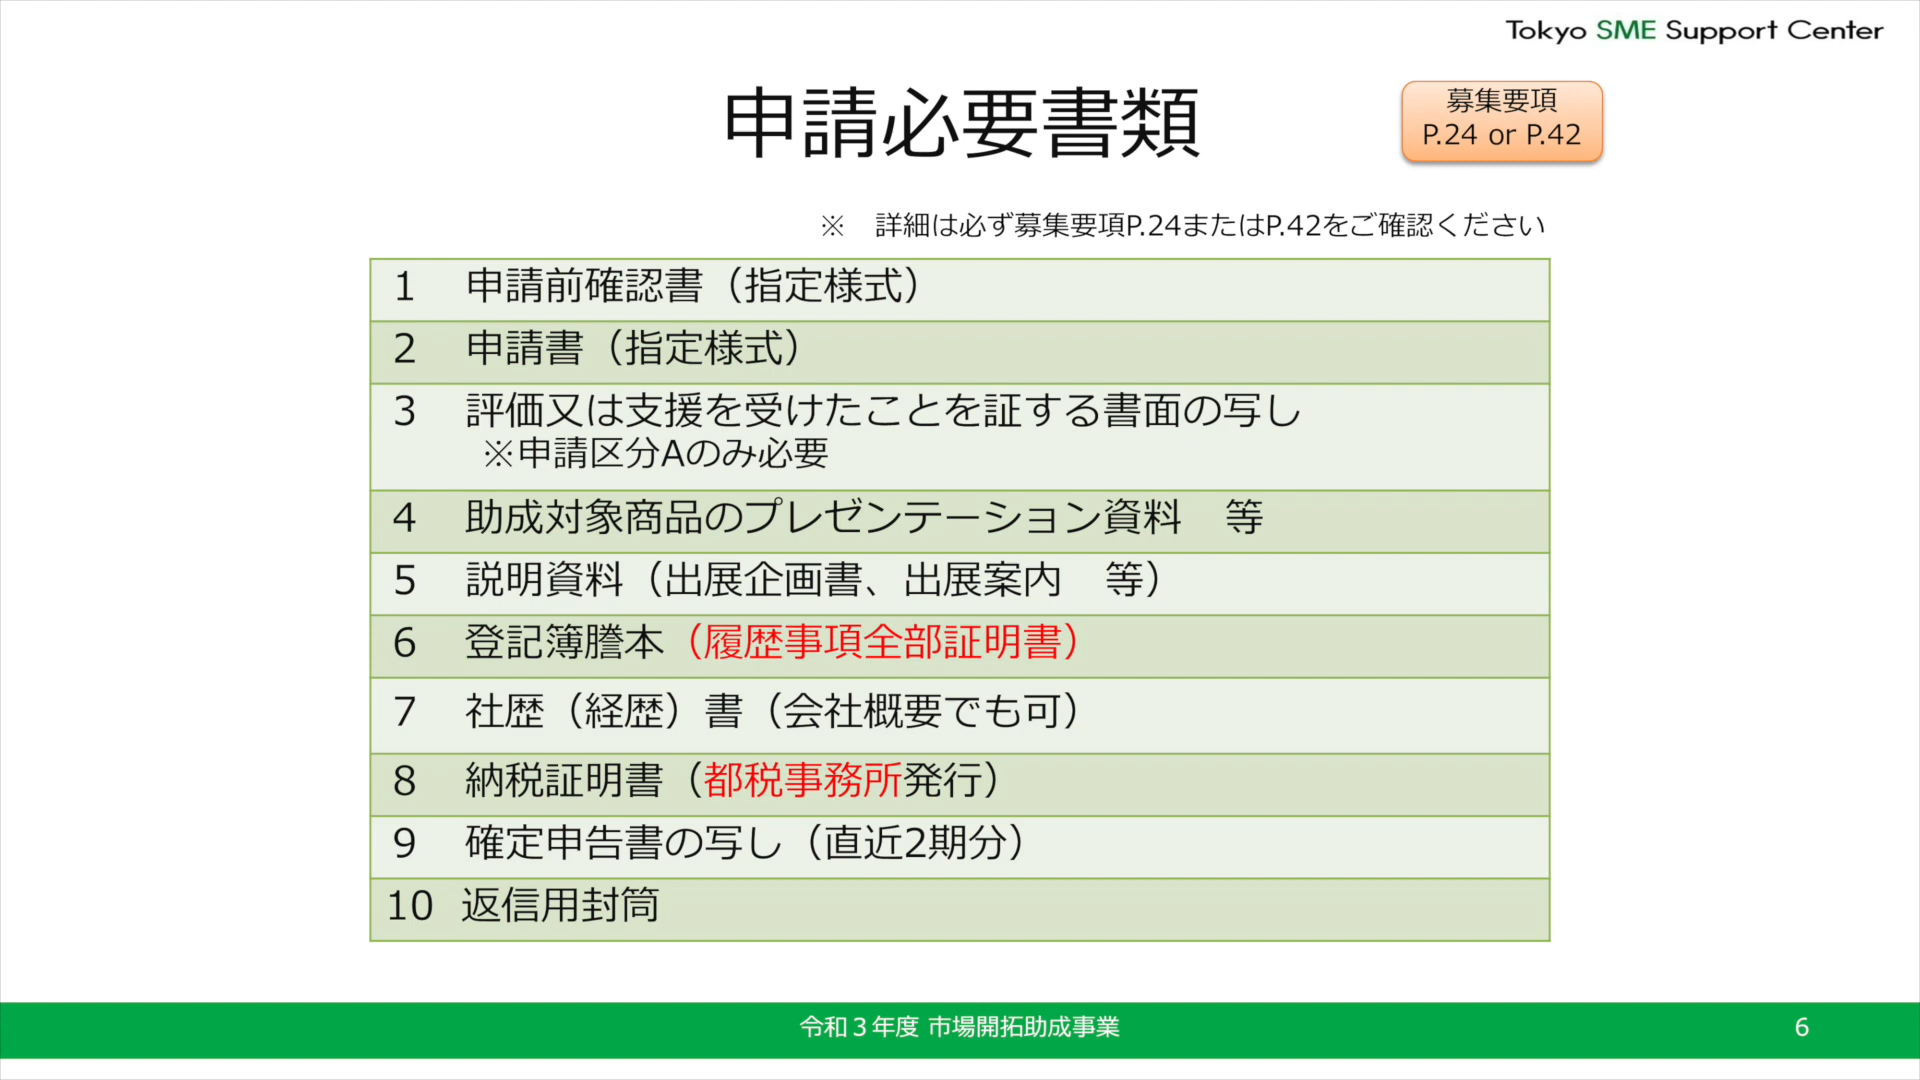 Tokyo SME Support Center
申請必要書類
募集要項
P.24 or P.42
※　詳細は必ず募集要項P.24またはP.42をご確認ください
1 申請前確認書（指定様式）
2 申請書（指定様式）
3 評価又は支援を受けたことを証する書面の写し
※申請区分Aのみ必要
4 助成対象商品のプレゼンテーション資料　等
5 説明資料（出展企画書、出展案内　等）
6 登記簿謄本（履歴事項全部証明書）
7 社歴（経歴）書（会社概要でも可）
8 納税証明書（都税事務所発行）
9 確定申告書の写し（直近2期分）
10 返信用封筒
令和３年度 市場開拓助成事業
6